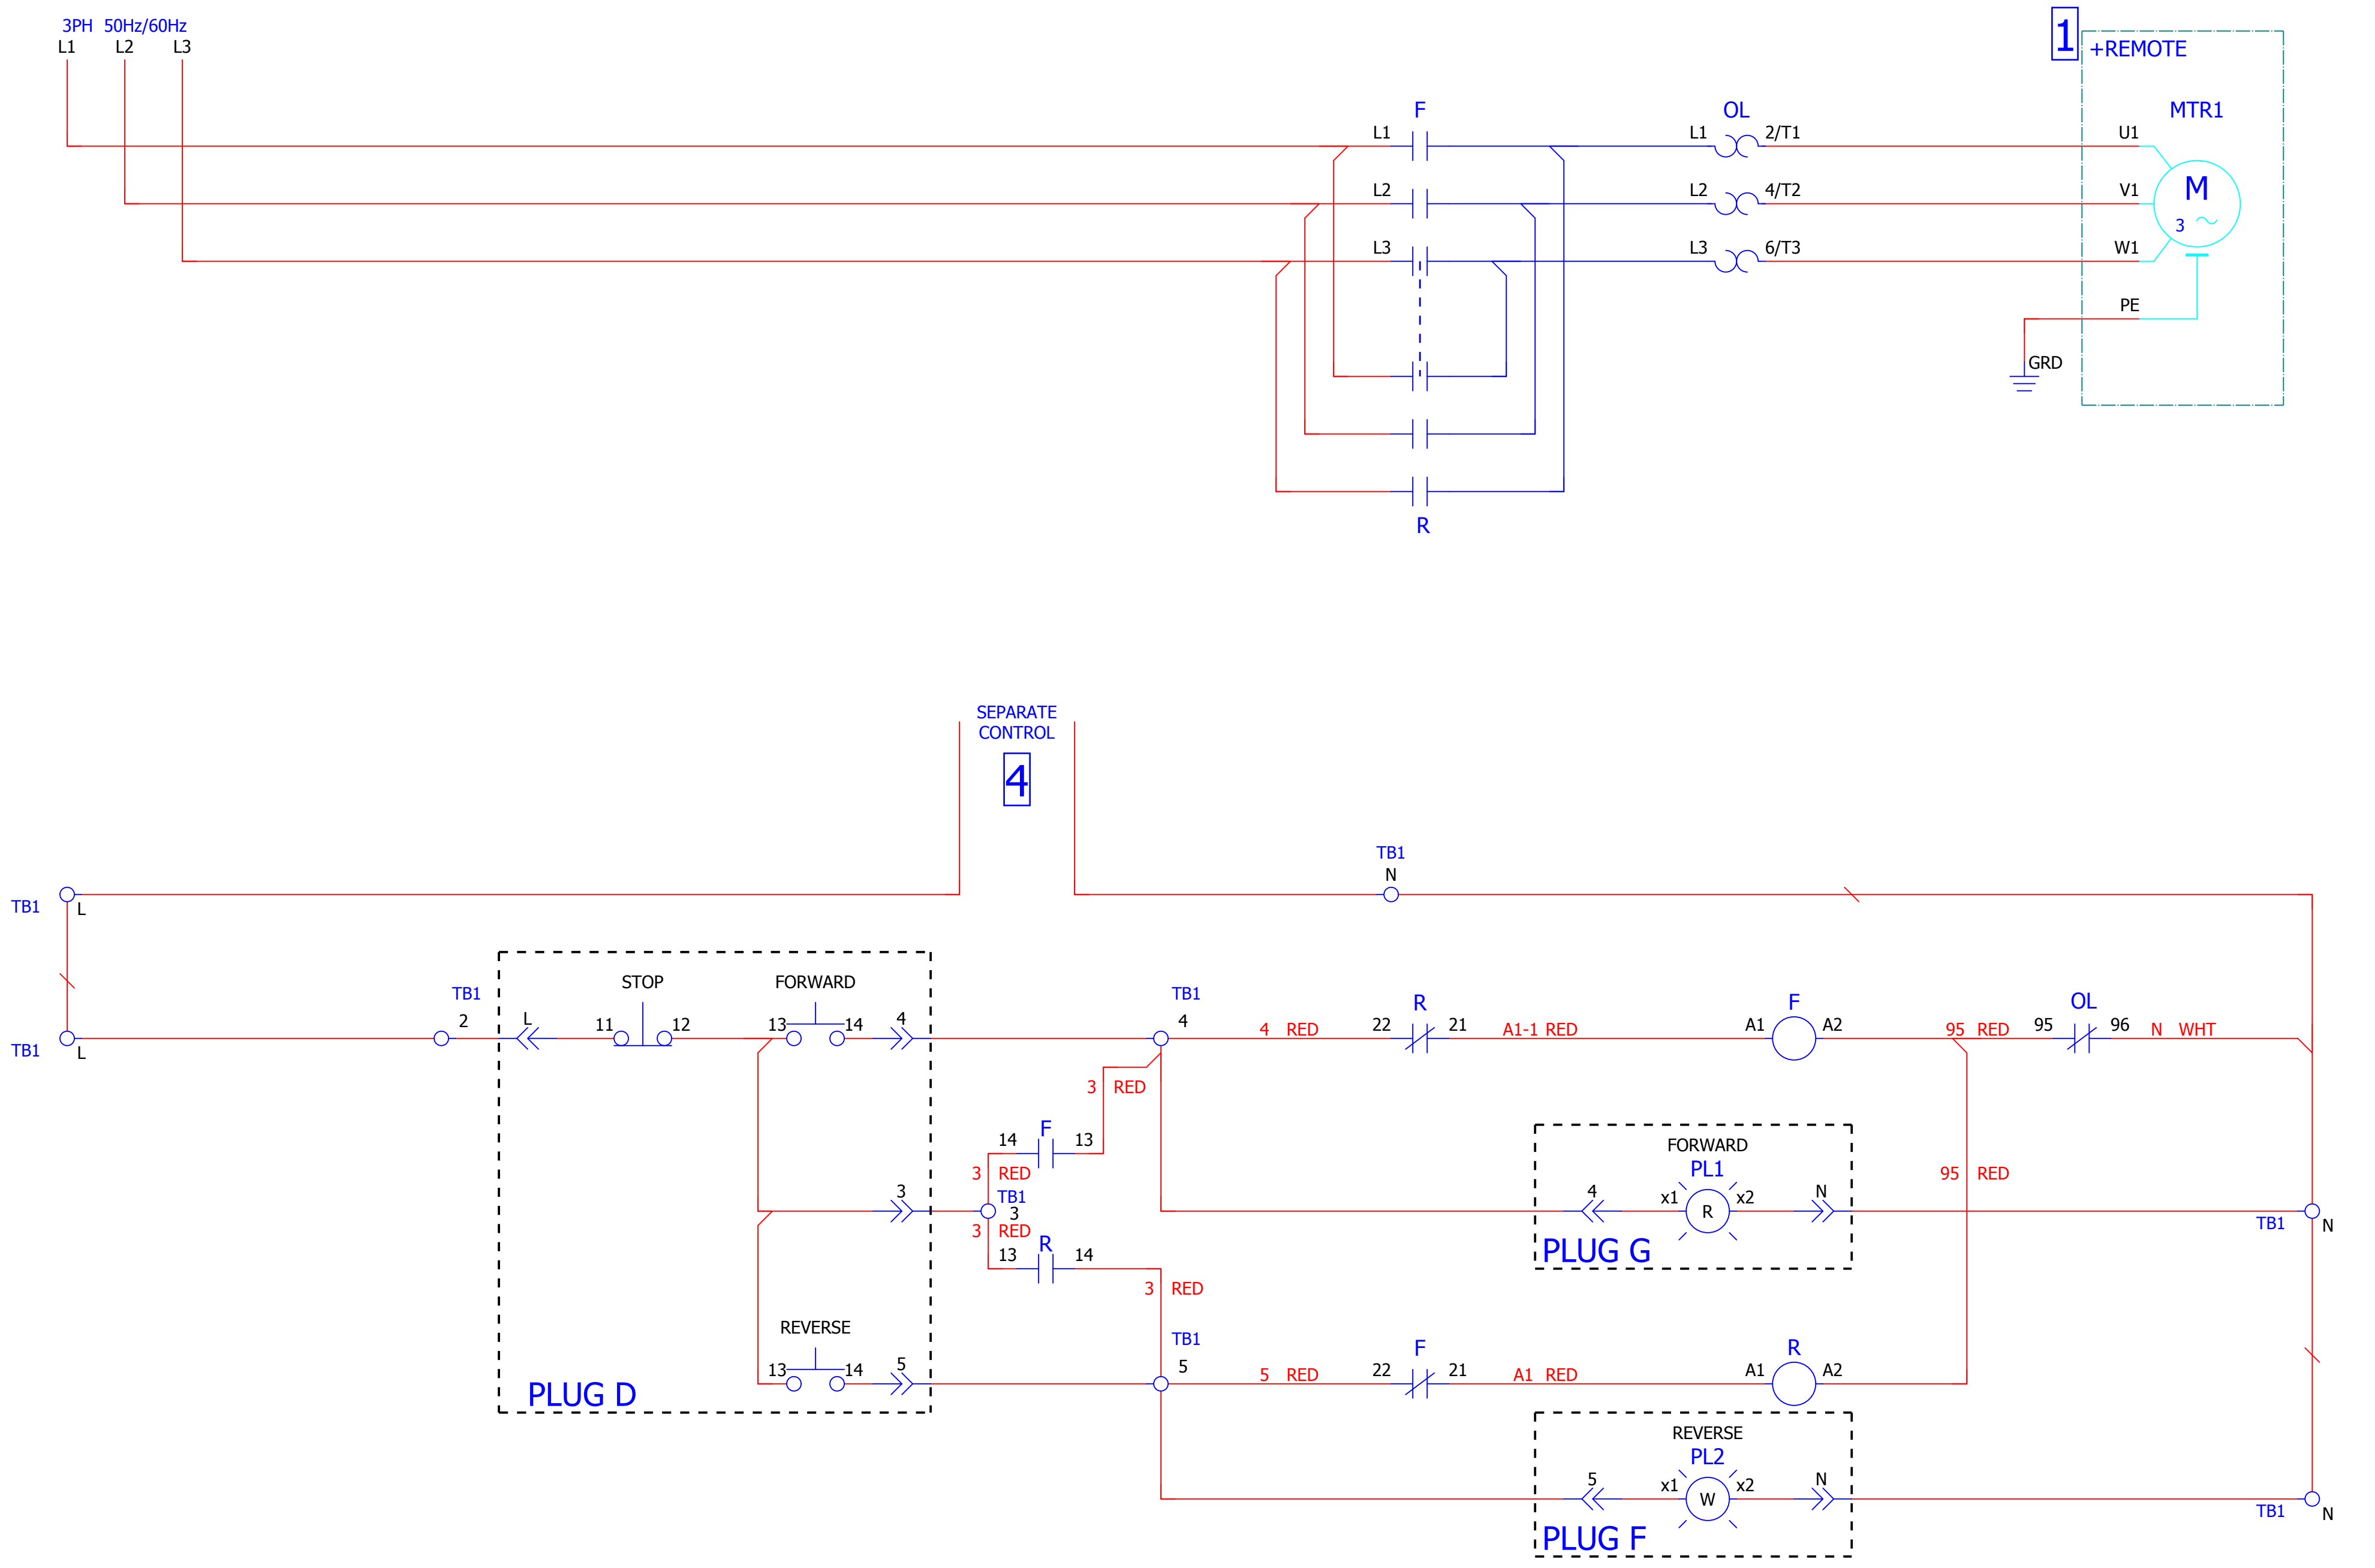 3PH 50Hz/60Hz
L1 L2 L3
1
+REMOTE
F
OL
MTR1
L1
L1
2/T1
U1
L2
L2
4/T2
V1
M
3
L3
L3
6/T3
W1
PE
GRD
R
SEPARATE
CONTROL
4
TB1
N
TB1
L
STOP
FORWARD
TB1
2
L
11
12
13
14
4
TB1
4
4 RED
22
R
21
A1-1 RED
A1
F
A2
95 RED
95
OL
96
N WHT
TB1
L
3 RED
14
F
13
3 RED
TB1
3
3
3 RED
13
R
14
3 RED
FORWARD
PL1
4
x1
R
x2
N
PLUG G
95 RED
TB1
N
REVERSE
13
14
5
PLUG D
TB1
5
5 RED
22
F
21
A1 RED
A1
R
A2
REVERSE
PL2
5
x1
W
x2
N
PLUG F
TB1
N